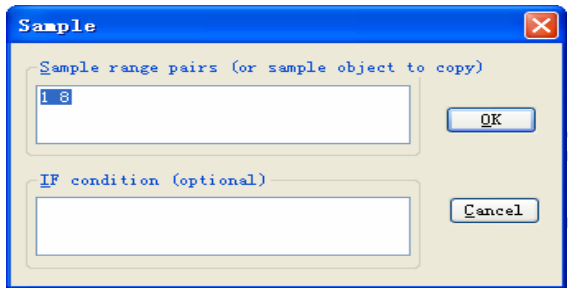 Sample
Sample range pairs (or sample object to copy)
1 8
OK
IF condition (optional)
Cancel